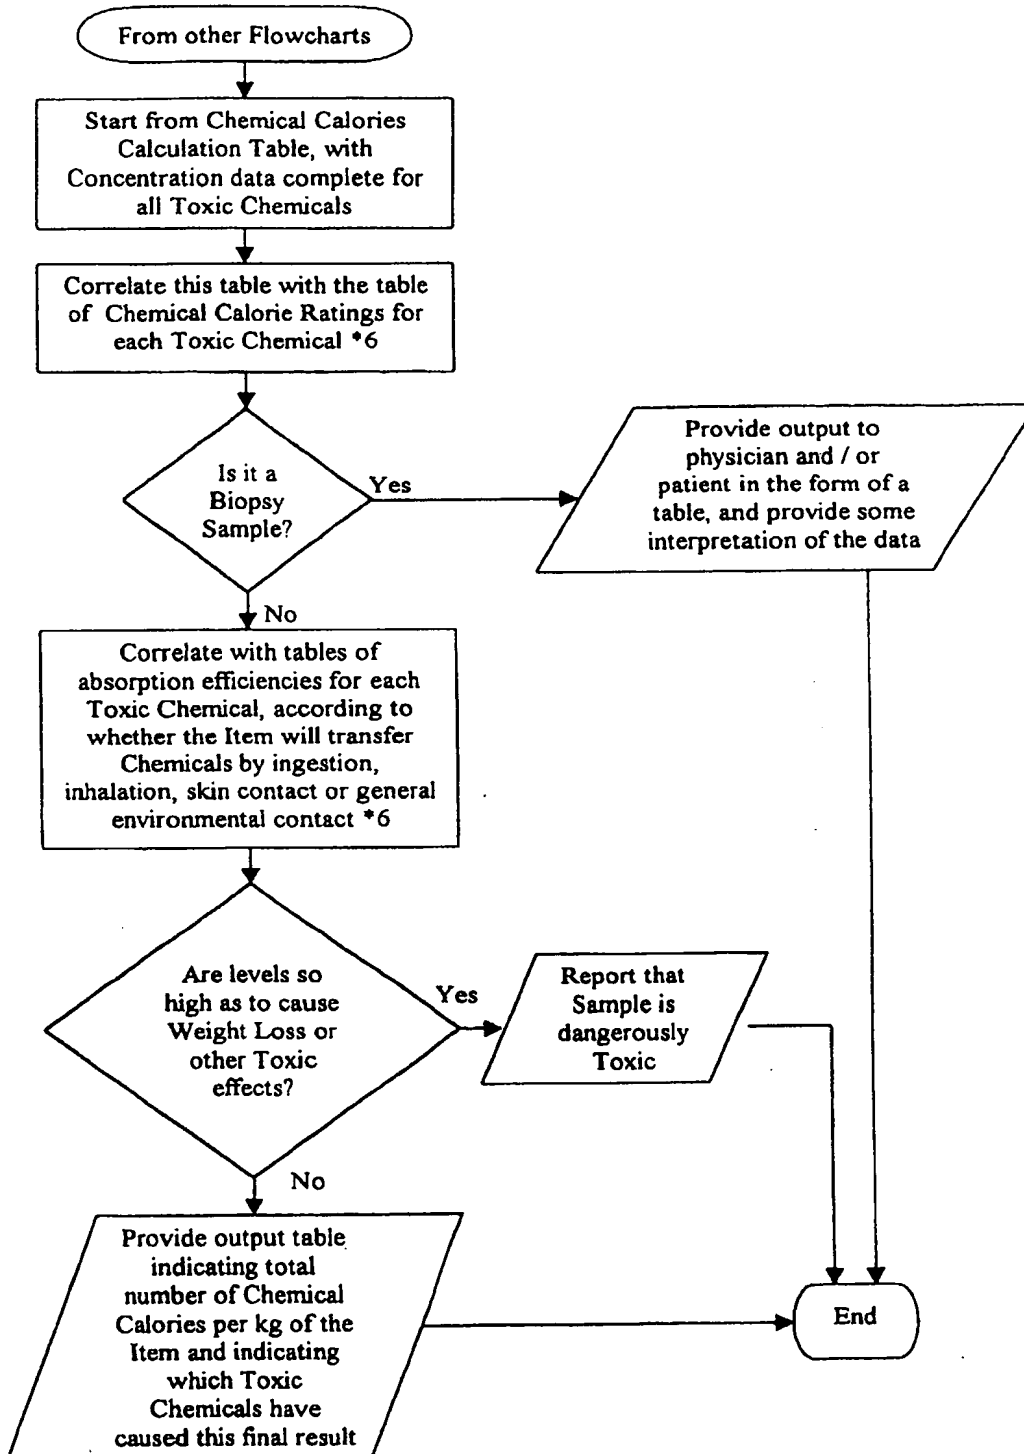 From other Flowcharts
Start from Chemical Calories
Calculation Table, with
Concentration data complete for
all Toxic Chemicals
Correlate this table with the table
of Chemical Calorie Ratings for
each Toxic Chemical *6
Is it a
Biopsy
Sample?
Yes
Provide output to
physician and / or
patient in the form of a
table, and provide some
interpretation of the data
No
Correlate with tables of
absorption efficiencies for each
Toxic Chemical, according to
whether the Item will transfer
Chemicals by ingestion,
inhalation, skin contact or general
environmental contact *6
Are levels so
high as to cause
Weight Loss or
other Toxic
effects?
Yes
Report that
Sample is
dangerously
Toxic
No
Provide output table
indicating total
number of Chemical
Calories per kg of the
Item and indicating
which Toxic
Chemicals have
caused this final result
End